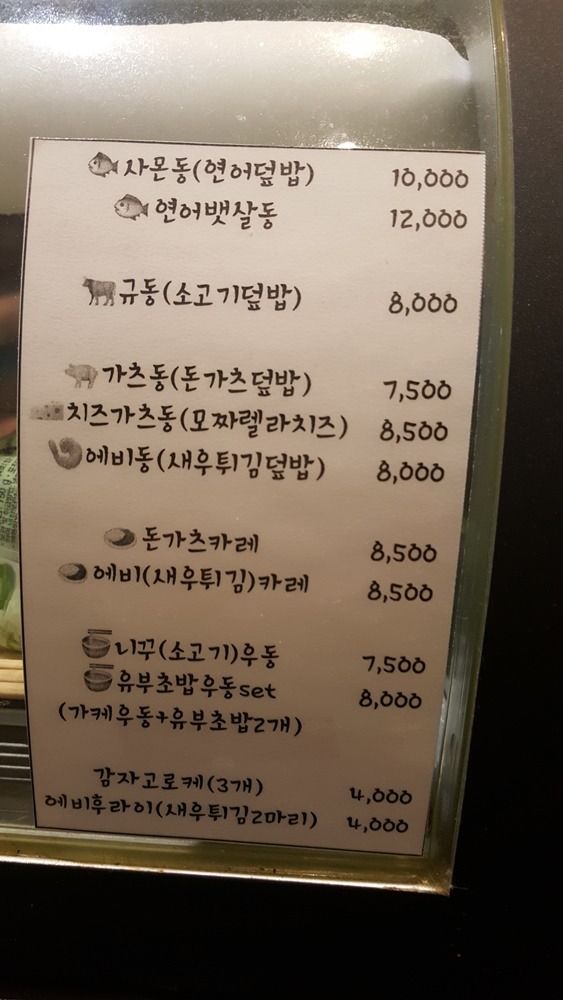 사몬동(연어덮밥) 10,000
연어뱃살동 12,000
규동(소고기덮밥) 8,000
가츠동(돈가츠덮밥) 7,500
치즈가츠동(모짜렐라치즈) 8,500
에비동(새우튀김덮밥) 8,000
돈가츠카레 8,500
에비(새우튀김)카레 8,500
니꾸(소고기)우동 7,500
유부초밥우동set 8,000
(가케우동+유부초밥2개)
감자고로케(3개) 4,000
에비후라이(새우튀김2마리) 4,000